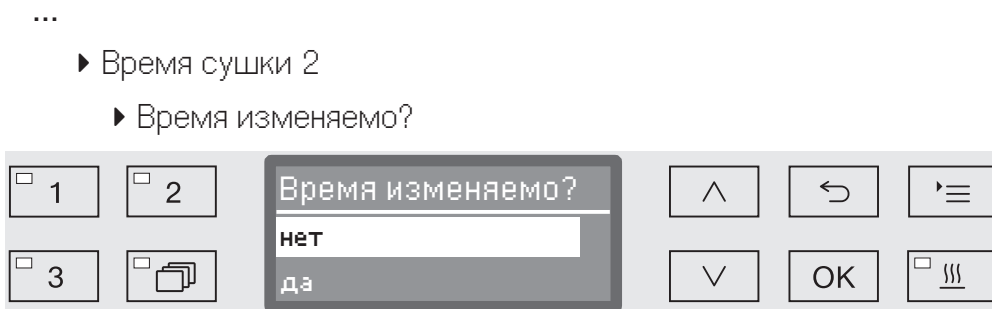 ...
▸ Время сушки 2
▸ Время изменяемо?
1
2
Время изменяемо?
нет
3
да
OK